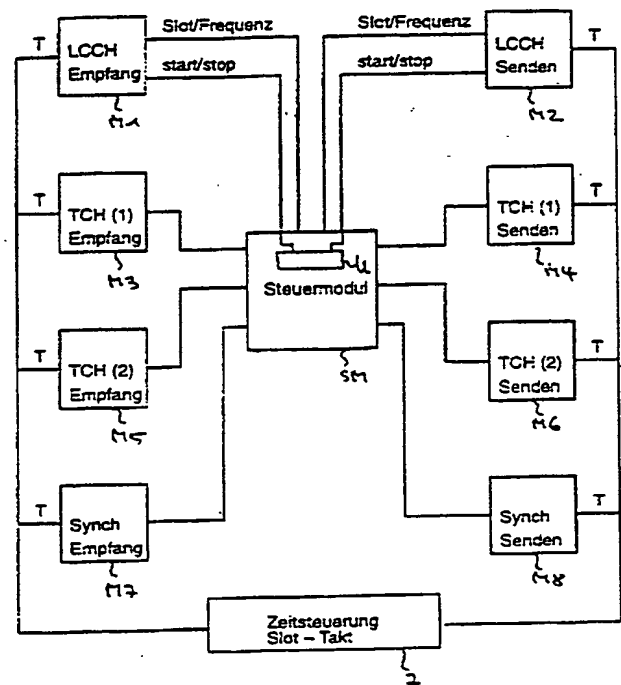 Slot/Frequenz
Slot/Frequenz
T
LCCH
Empfang
start/stop
start/stop
LCCH
Senden
T
M1
M2
T
TCH (1)
Empfang
TCH (1)
Senden
T
M3
Steuermodul
M4
T
TCH (2)
Empfang
SM
TCH (2)
Senden
T
M5
M6
T
Synch
Empfang
Synch
Senden
T
M7
M8
Zeitsteuerung
Slot – Takt